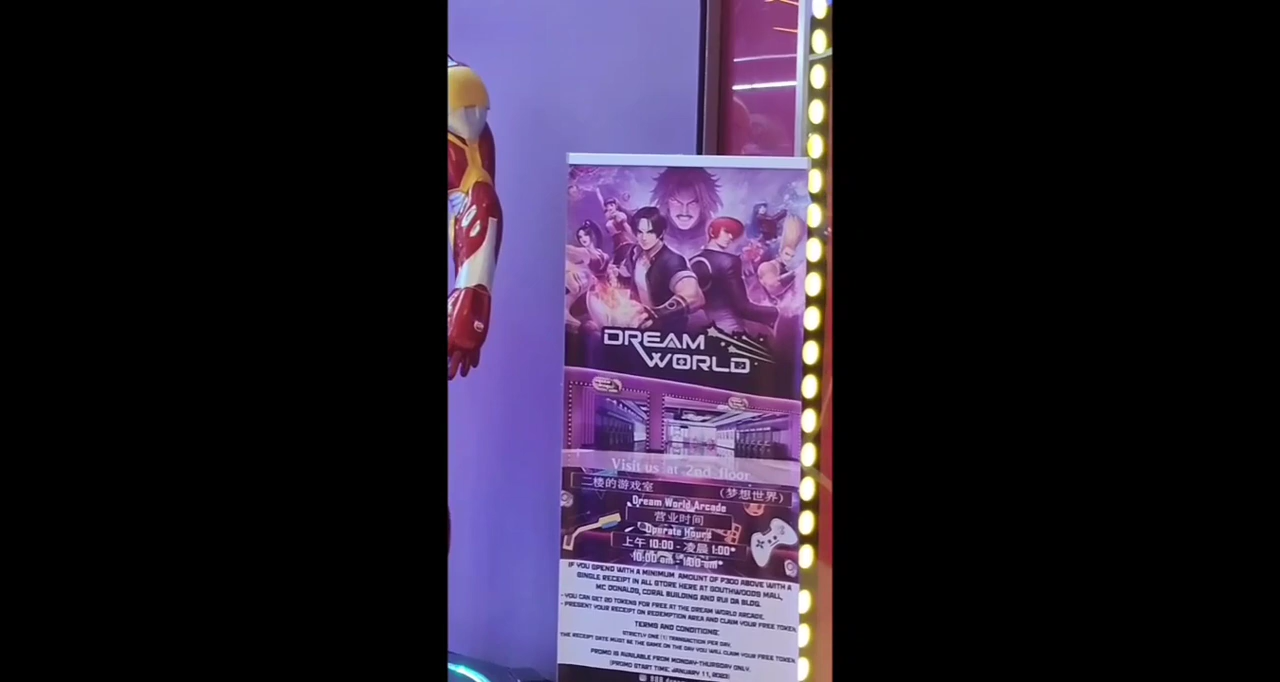 DREAM
WORLD
Visit us at 2nd floor
二楼的游戏室 (梦想世界)
Dream World Arcade
营业时间
Operate Hours
上午 10:00 - 凌晨 1:00*
10:00 am - 1:00 am*
IF YOU SPEND WITH A MINIMUM AMOUNT OF P300 ABOVE WITH A
SINGLE RECEIPT IN ALL STORE HERE AT SOUTHWOODS MALL,
MC DONALDS, CORAL BUILDING AND RUI DA BLDG.
- YOU CAN GET 20 TOKENS FOR FREE AT THE DREAM WORLD ARCADE.
- PRESENT YOUR RECEIPT ON REDEMPTION AREA AND CLAIM YOUR FREE TOKEN.
TERMS AND CONDITIONS:
STRICTLY ONE (1) TRANSACTION PER DAY.
THE RECEIPT DATE MUST BE THE SAME ON THE DAY YOU WILL CLAIM YOUR FREE TOKEN.
PROMO IS AVAILABLE FROM MONDAY-THURSDAY ONLY.
(PROMO START TIME: JANUARY 11, 2023)